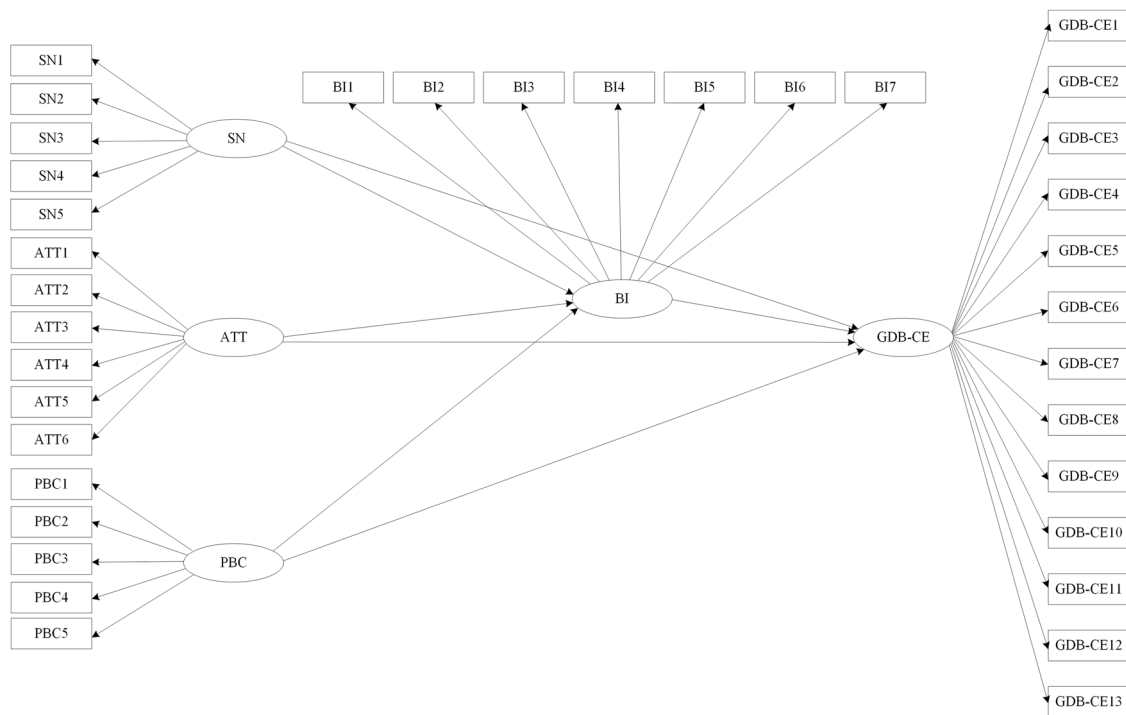 SN1
SN2
SN3
SN4
SN5
ATT1
ATT2
ATT3
ATT4
ATT5
ATT6
PBC1
PBC2
PBC3
PBC4
PBC5
SN
ATT
PBC
BI1
BI2
BI3
BI4
BI5
BI6
BI7
BI
GDB-CE
GDB-CE1
GDB-CE2
GDB-CE3
GDB-CE4
GDB-CE5
GDB-CE6
GDB-CE7
GDB-CE8
GDB-CE9
GDB-CE10
GDB-CE11
GDB-CE12
GDB-CE13